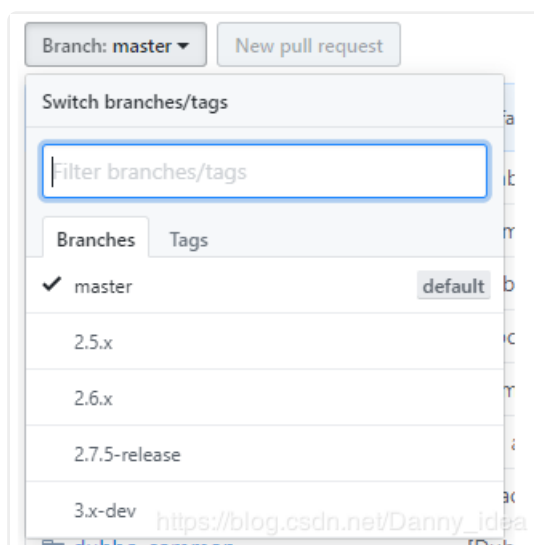 Branch: master
New pull request
Switch branches/tags
Filter branches/tags
Branches
Tags
master
default
2.5.x
2.6.x
2.7.5-release
3.x-dev
https://blog.csdn.net/Danny_idea